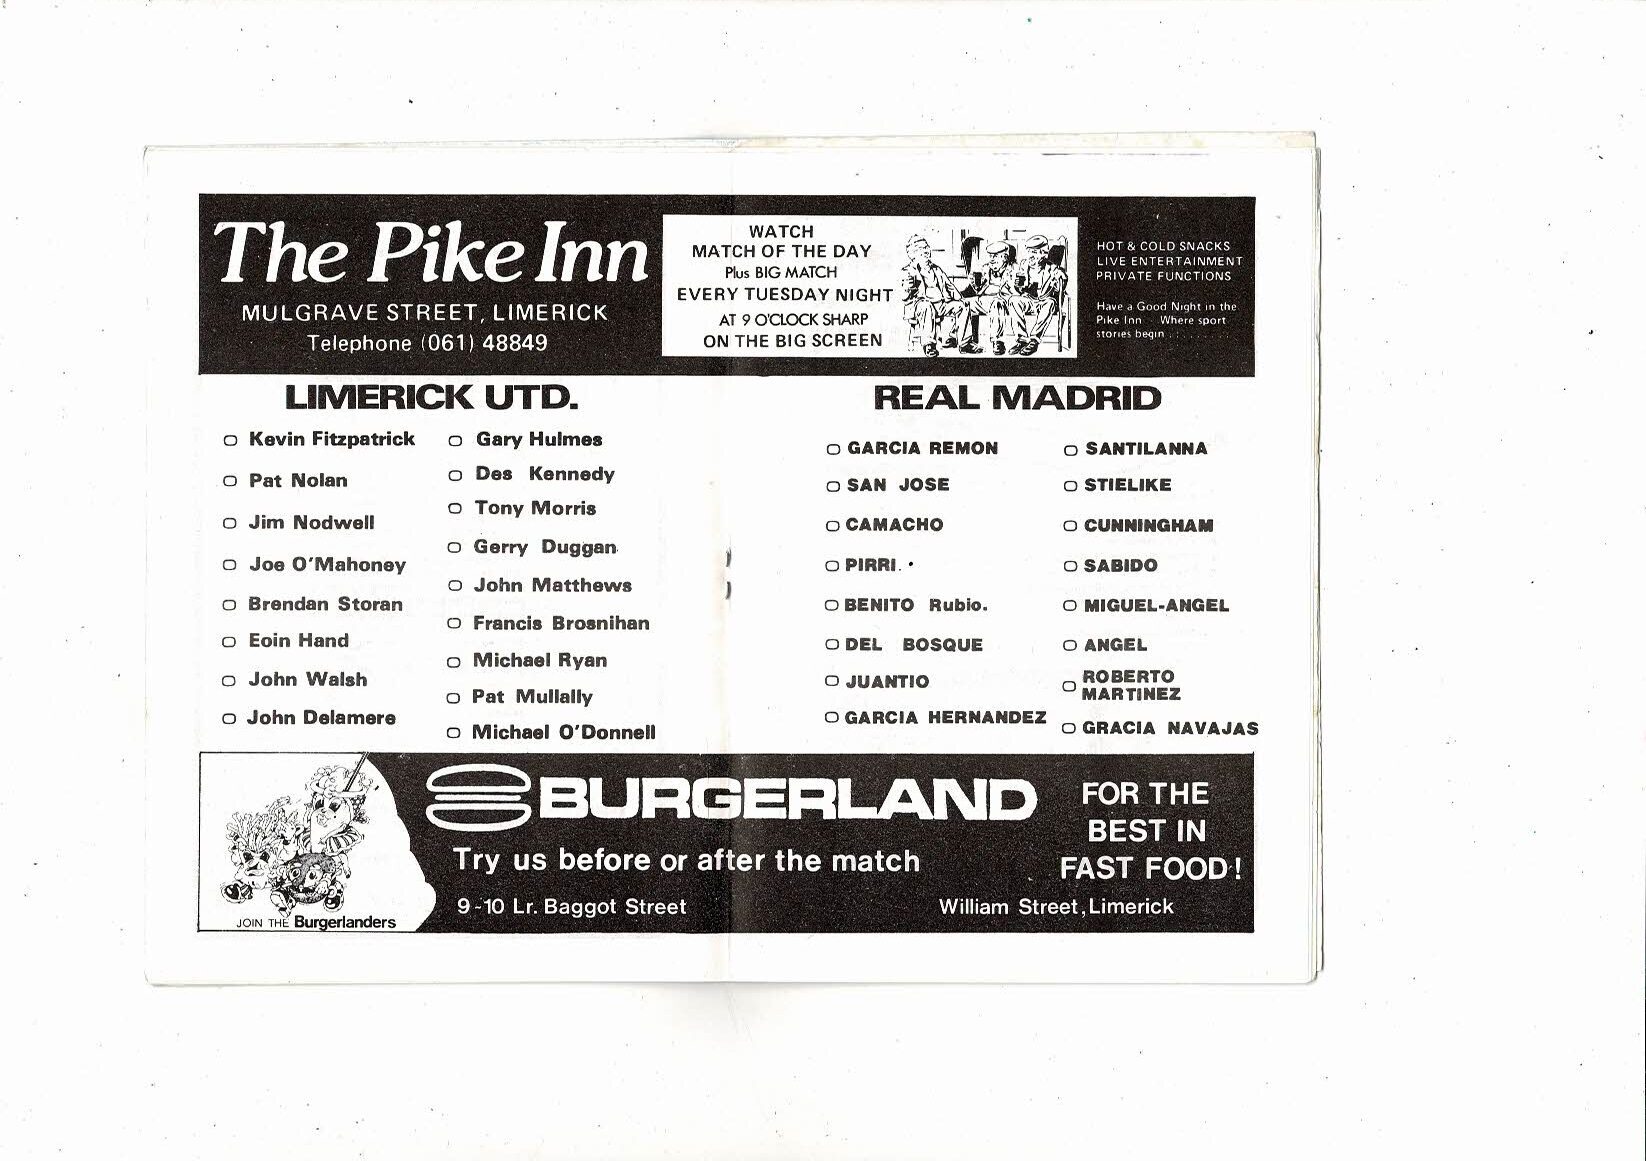 The Pike Inn
MULGRAVE STREET, LIMERICK
Telephone (061) 48849
WATCH
MATCH OF THE DAY
Plus BIG MATCH
EVERY TUESDAY NIGHT
AT 9 O'CLOCK SHARP
ON THE BIG SCREEN
HOT & COLD SNACKS
LIVE ENTERTAINMENT
PRIVATE FUNCTIONS
Have a Good Night in the
Pike Inn Where sport
stories begin . . . . . . . . .
LIMERICK UTD.
Kevin Fitzpatrick
Pat Nolan
Jim Nodwell
Joe O'Mahoney
Brendan Storan
Eoin Hand
John Walsh
John Delamere
Gary Hulmes
Des Kennedy
Tony Morris
Gerry Duggan
John Matthews
Francis Brosnihan
Michael Ryan
Pat Mullally
Michael O'Donnell
REAL MADRID
GARCIA REMON
SAN JOSE
CAMACHO
PIRRI.
BENITO Rubio.
DEL BOSQUE
JUANTIO
GARCIA HERNANDEZ
SANTILANNA
STIELIKE
CUNNINGHAM
SABIDO
MIGUEL-ANGEL
ANGEL
ROBERTO
MARTINEZ
GRACIA NAVAJAS
JOIN THE Burgerlanders
BURGERLAND
Try us before or after the match
9-10 Lr. Baggot Street
William Street, Limerick
FOR THE
BEST IN
FAST FOOD!